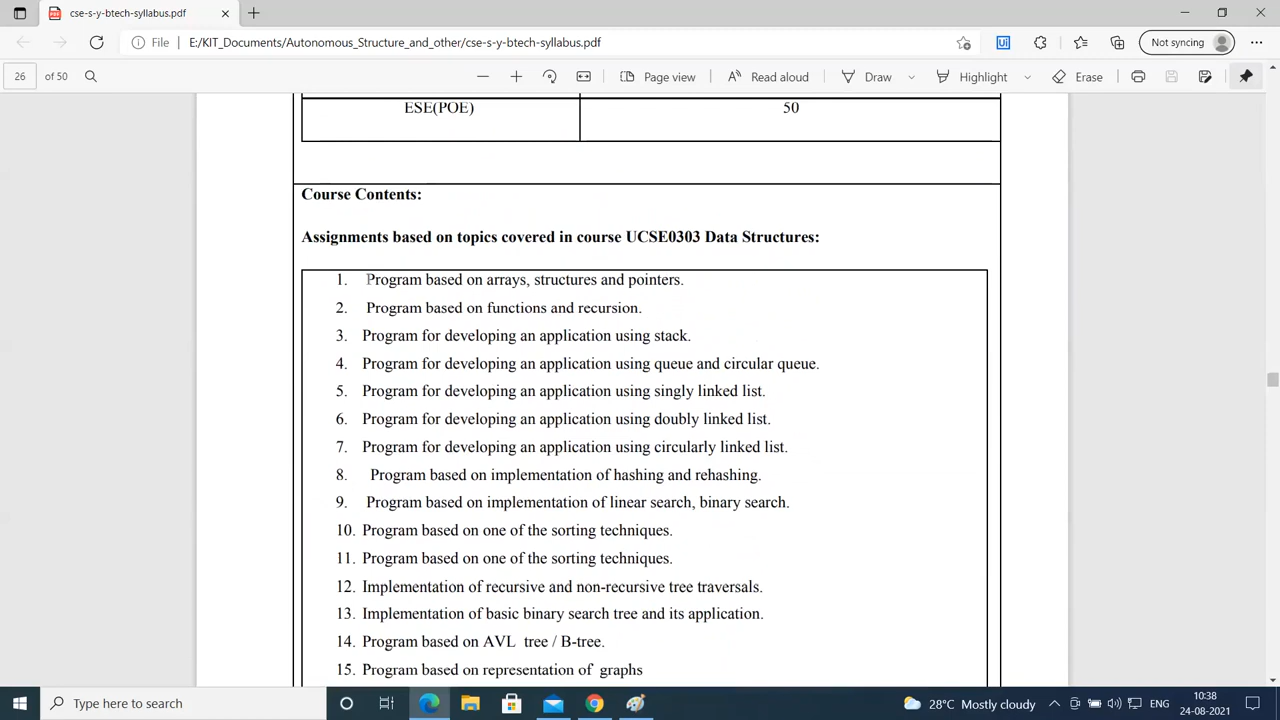 cse-s-y-btech-syllabus.pdf
File E:/KIT_Documents/Autonomous_Structure_and_other/cse-s-y-btech-syllabus.pdf Not syncing
26 of 50 Page view Read aloud Draw Highlight Erase
ESE(POE) 50
Course Contents:
Assignments based on topics covered in course UCSE0303 Data Structures:
1. Program based on arrays, structures and pointers.
2. Program based on functions and recursion.
3. Program for developing an application using stack.
4. Program for developing an application using queue and circular queue.
5. Program for developing an application using singly linked list.
6. Program for developing an application using doubly linked list.
7. Program for developing an application using circularly linked list.
8. Program based on implementation of hashing and rehashing.
9. Program based on implementation of linear search, binary search.
10. Program based on one of the sorting techniques.
11. Program based on one of the sorting techniques.
12. Implementation of recursive and non-recursive tree traversals.
13. Implementation of basic binary search tree and its application.
14. Program based on AVL tree / B-tree.
15. Program based on representation of graphs
Type here to search 28°C Mostly cloudy ENG 10:38
24-08-2021